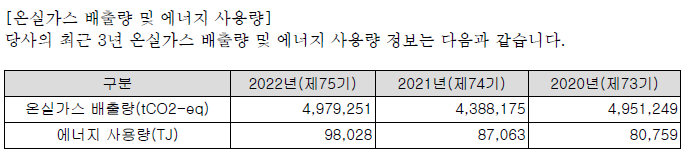 [온실가스 배출량 및 에너지 사용량]
당사의 최근 3년 온실가스 배출량 및 에너지 사용량 정보는 다음과 같습니다.
구분 2022년(제75기) 2021년(제74기) 2020년(제73기)
온실가스 배출량(tCO2-eq) 4,979,251 4,388,175 4,951,249
에너지 사용량(TJ) 98,028 87,063 80,759